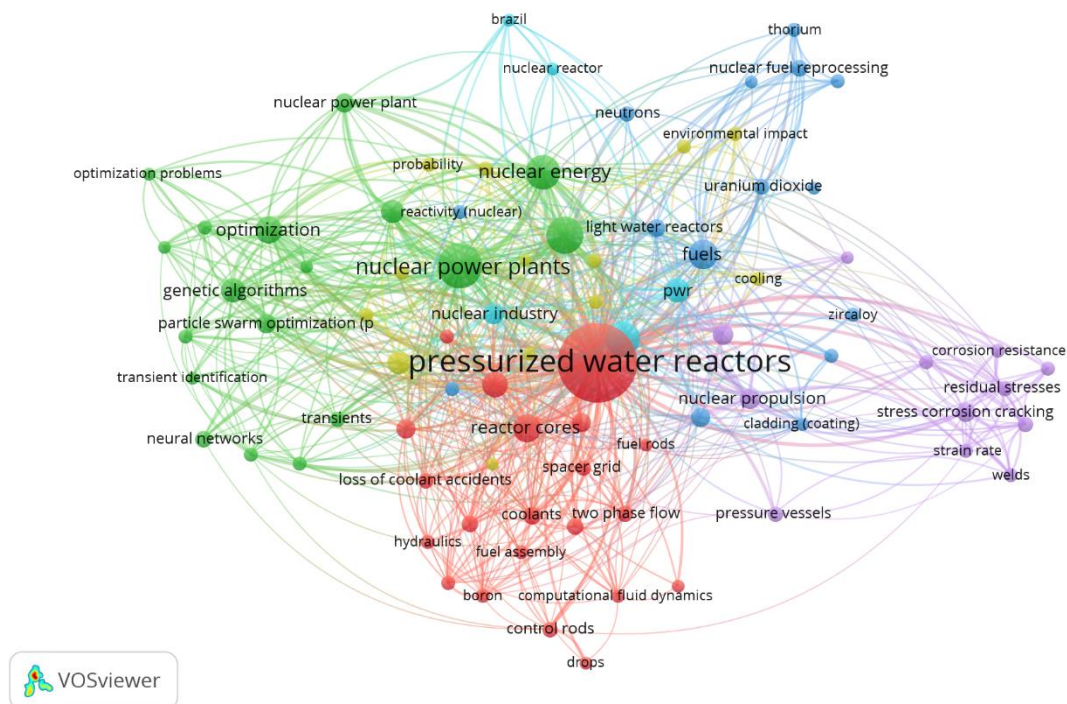 brazil
thorium
nuclear reactor
nuclear fuel reprocessing
nuclear power plant
neutrons
environmental impact
probability
nuclear energy
optimization problems
uranium dioxide
reactivity (nuclear)
optimization
light water reactors
fuels
nuclear power plants
cooling
genetic algorithms
pwr
nuclear industry
zircaloy
particle swarm optimization (p
pressurized water reactors
corrosion resistance
transient identification
residual stresses
nuclear propulsion
stress corrosion cracking
transients
cladding (coating)
reactor cores
neural networks
fuel rods
strain rate
spacer grid
welds
loss of coolant accidents
coolants
two phase flow
pressure vessels
hydraulics
fuel assembly
boron
computational fluid dynamics
control rods
drops
VOSviewer